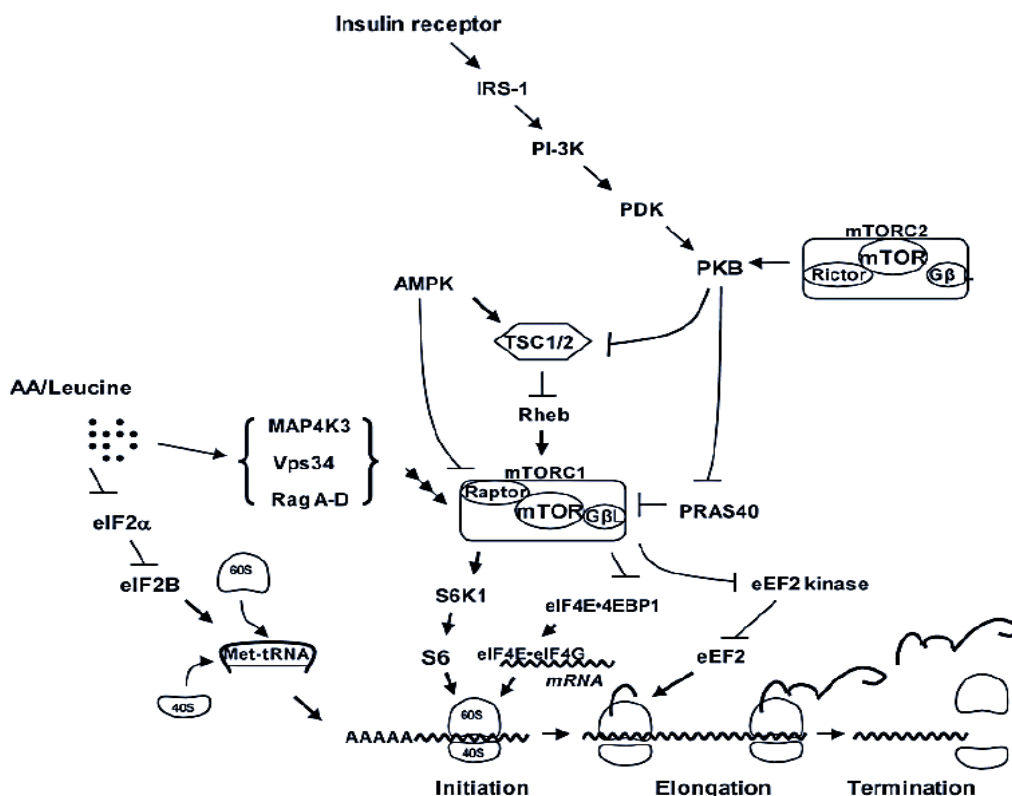 Insulin receptor
IRS-1
PI-3K
PDK
mTORC2
mTOR
PKB
Rictor
Gβ L
AMPK
TSC1/2
AA/Leucine
Rheb
MAP4K3
Vps34
Rag A-D
mTORC1
Raptor
mTOR
GβL
PRAS40
eIF2α
eIF2B
60S
S6K1
eIF4E•4EBP1
eEF2 kinase
Met-tRNA
S6
eIF4E-eIF4G
eEF2
mRNA
40S
60S
AAAAA
40S
Initiation
Elongation
Termination